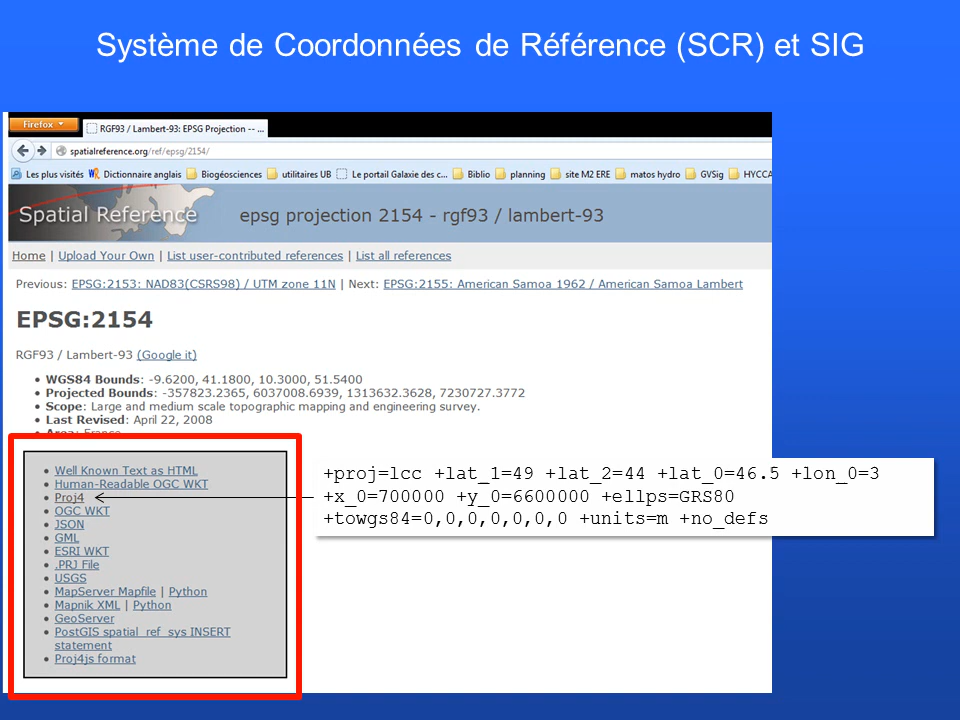 Système de Coordonnées de Référence (SCR) et SIG
Firefox
RGF93 / Lambert-93: EPSG Projection -- ...
spatialreference.org/ref/epsg/2154/
Les plus visités Dictionnaire anglais Biogéosciences utilitaires UB Le portail Galaxie des c... Biblio planning site M2 ERE matos hydro GVSig HYCCA
Spatial Reference epsg projection 2154 - rgf93 / lambert-93
Home | Upload Your Own | List user-contributed references | List all references
Previous: EPSG:2153: NAD83(CSRS98) / UTM zone 11N | Next: EPSG:2155: American Samoa 1962 / American Samoa Lambert
EPSG:2154
RGF93 / Lambert-93 (Google it)
• WGS84 Bounds: -9.6200, 41.1800, 10.3000, 51.5400
• Projected Bounds: -357823.2365, 6037008.6939, 1313632.3628, 7230727.3772
• Scope: Large and medium scale topographic mapping and engineering survey.
• Last Revised: April 22, 2008
• Area: France
• Well Known Text as HTML
• Human-Readable OGC WKT
• Proj4
• OGC WKT
• JSON
• GML
• ESRI WKT
• .PRJ File
• USGS
• MapServer Mapfile | Python
• Mapnik XML | Python
• GeoServer
• PostGIS spatial_ref_sys INSERT
statement
• Proj4js format
+proj=lcc +lat_1=49 +lat_2=44 +lat_0=46.5 +lon_0=3
+x_0=700000 +y_0=6600000 +ellps=GRS80
+towgs84=0,0,0,0,0,0,0 +units=m +no_defs